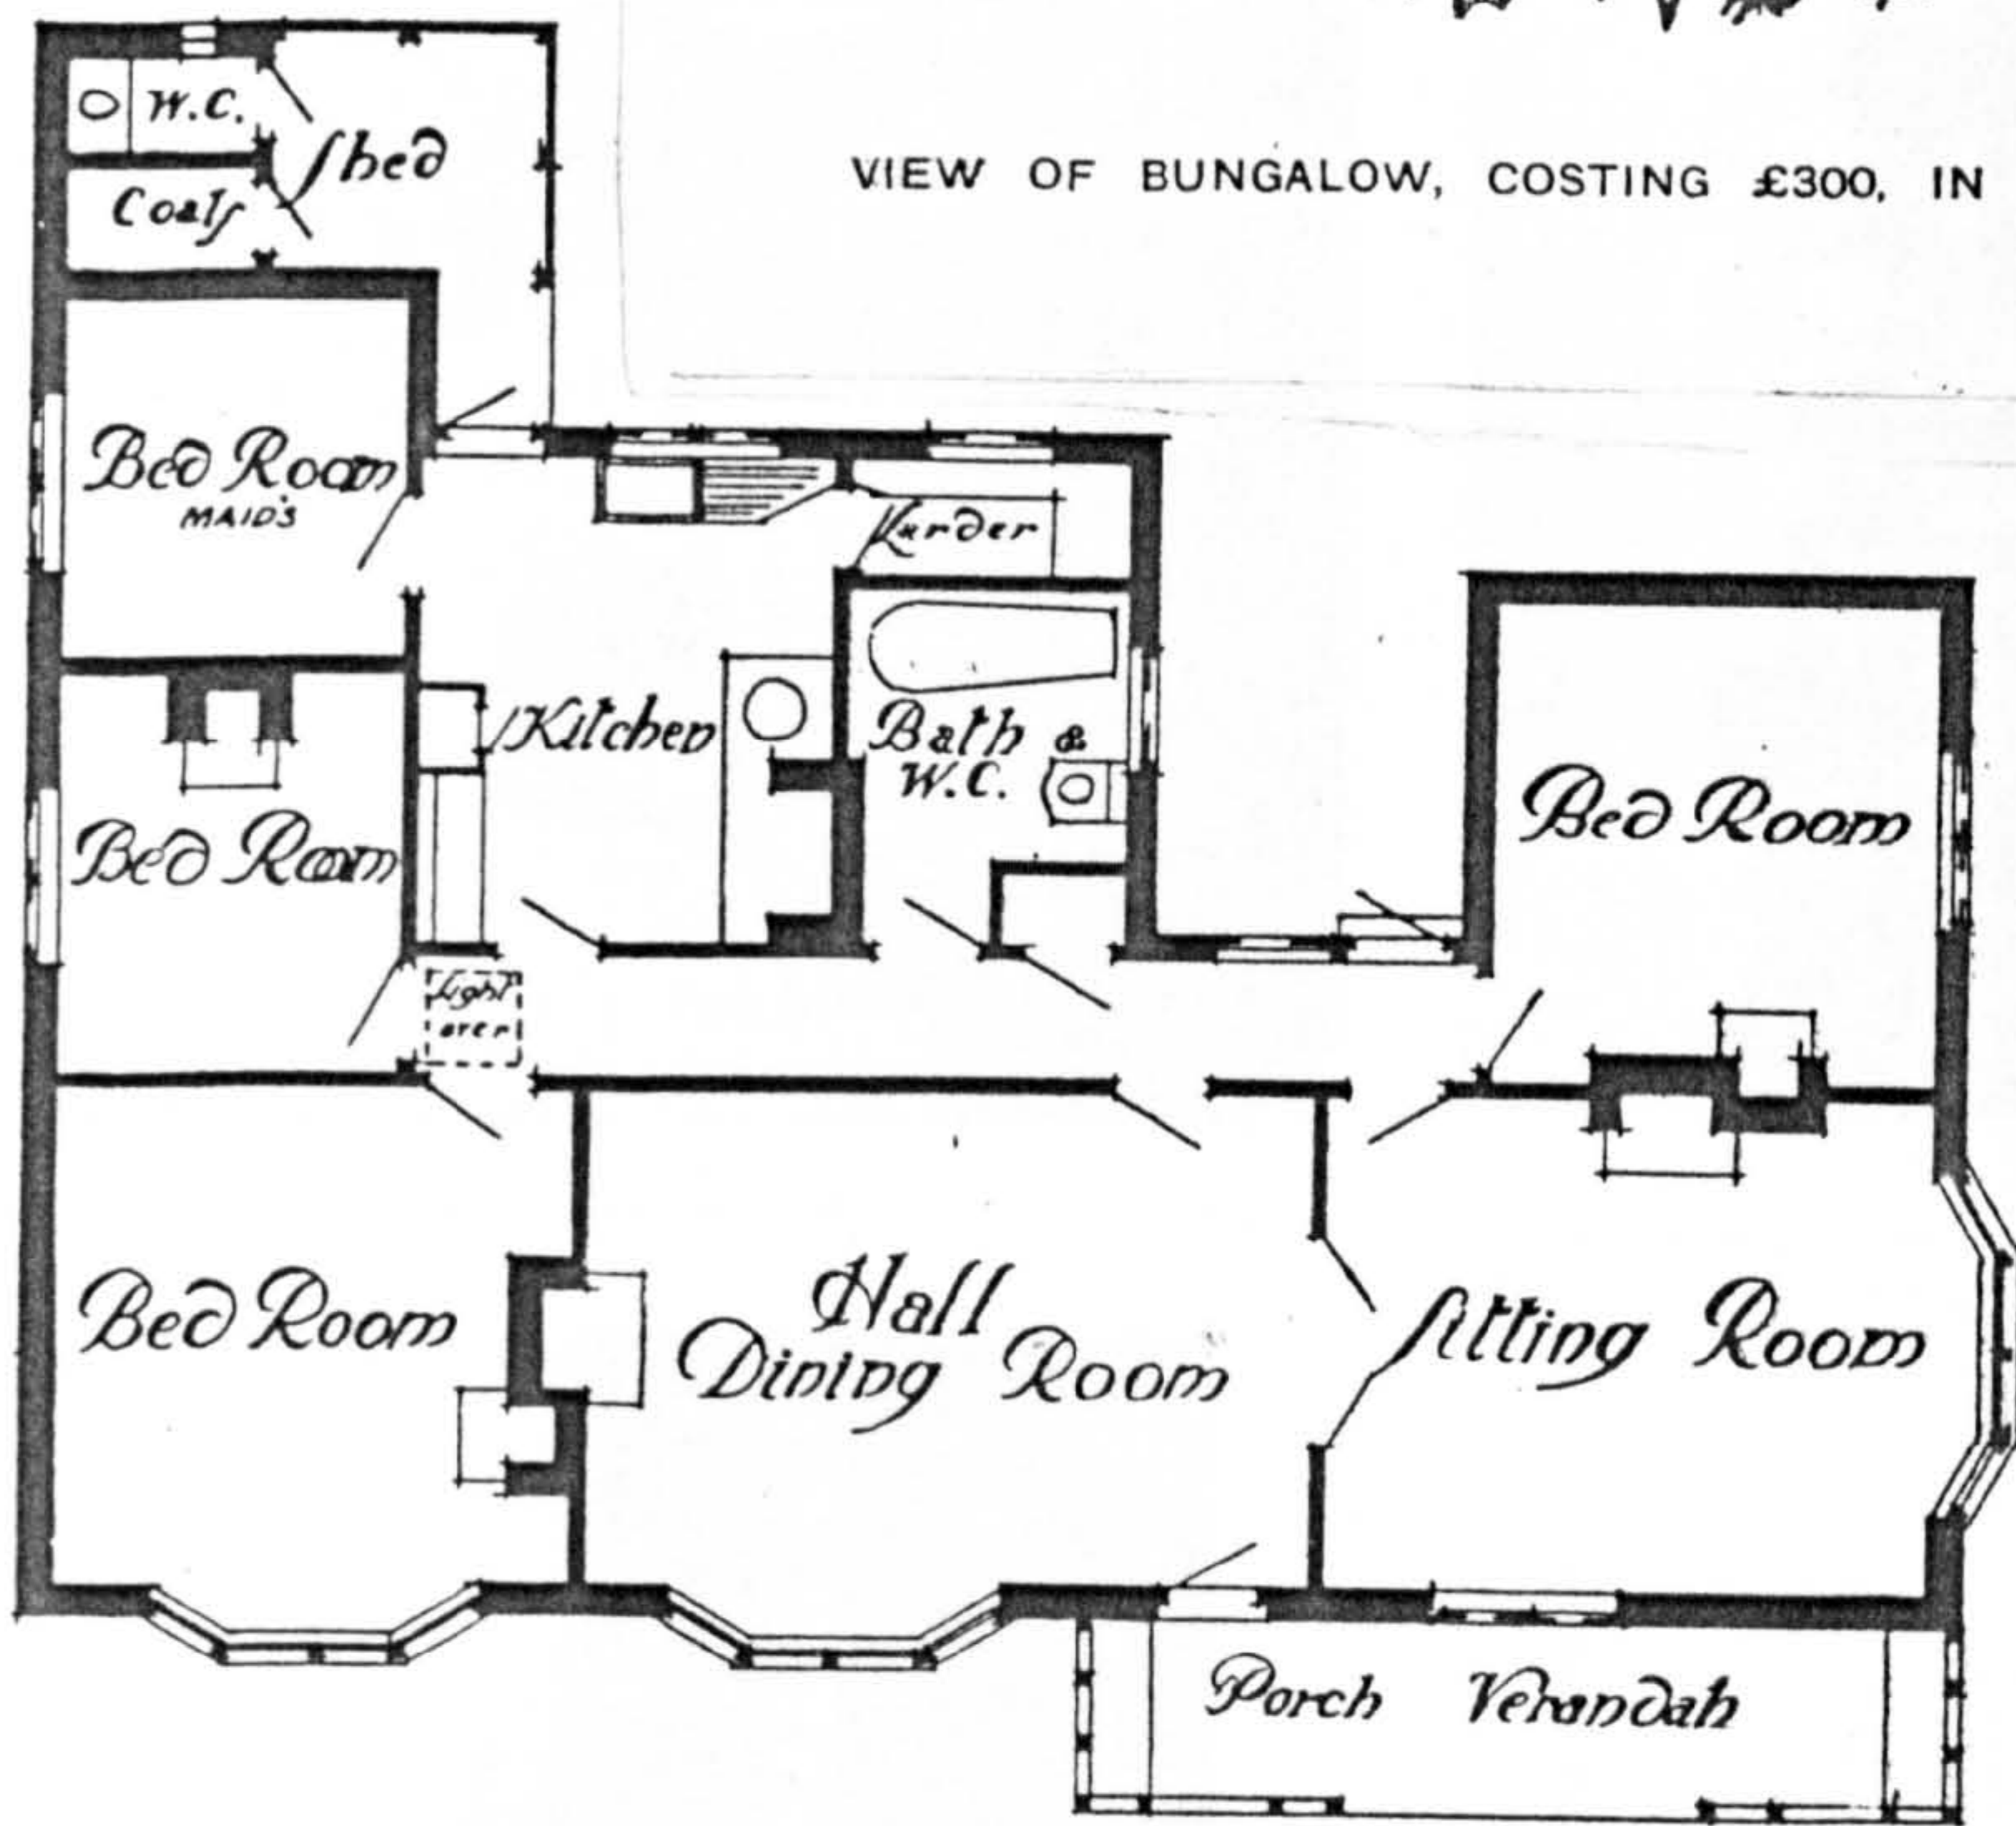 W.C.
Shed
Coals
VIEW OF BUNGALOW, COSTING £300, IN
Bed Room
MAID'S
Larder
Kitchen
Bath &
W.C.
Bed Room
Bed Room
Light
over
Bed Room
Hall
Dining Room
Sitting Room
Porch Verandah